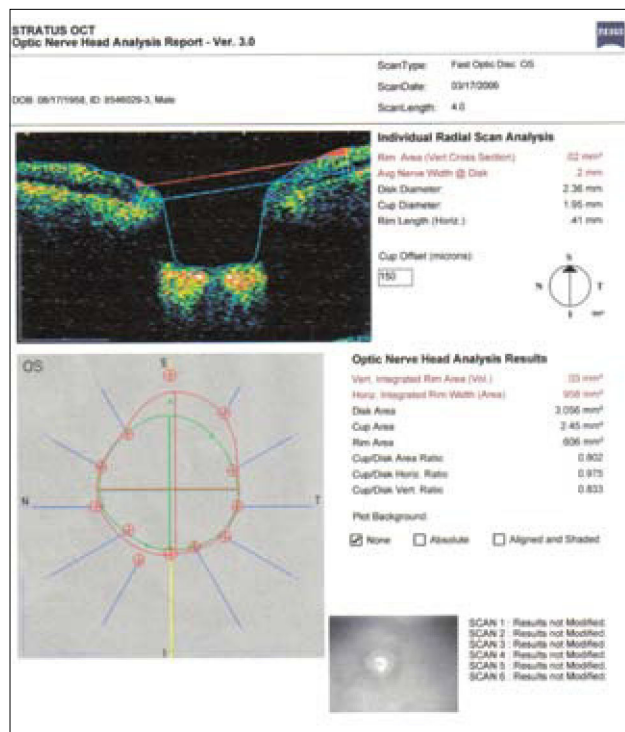 STRATUS OCT
Optic Nerve Head Analysis Report - Ver. 3.0
ZEISS
ScanType: Fast Optic Disc OS
ScanDate: 03/17/2006
DOB: 08/17/1958, ID: 8546029-3, Male
ScanLength: 4.0
Individual Radial Scan Analysis
Rim Area (Vert.Cross Section) .02 mm²
Avg Nerve Width @ Disk .2 mm
Disk Diameter: 2.36 mm
Cup Diameter: 1.95 mm
Rim Length (Horiz.): .41 mm
Cup Offset (microns):
150
S
N T
I
OS
S
N T
I
Optic Nerve Head Analysis Results
Vert. Integrated Rim Area (Vol.) .03 mm³
Horiz. Integrated Rim Width (Area) .958 mm²
Disk Area 3.056 mm²
Cup Area 2.45 mm²
Rim Area .606 mm²
Cup/Disk Area Ratio 0.802
Cup/Disk Horiz. Ratio 0.975
Cup/Disk Vert. Ratio 0.833
Plot Background:
None Absolute Aligned and Shaded
SCAN 1 : Results not Modified.
SCAN 2 : Results not Modified.
SCAN 3 : Results not Modified.
SCAN 4 : Results not Modified.
SCAN 5 : Results not Modified.
SCAN 6 : Results not Modified.